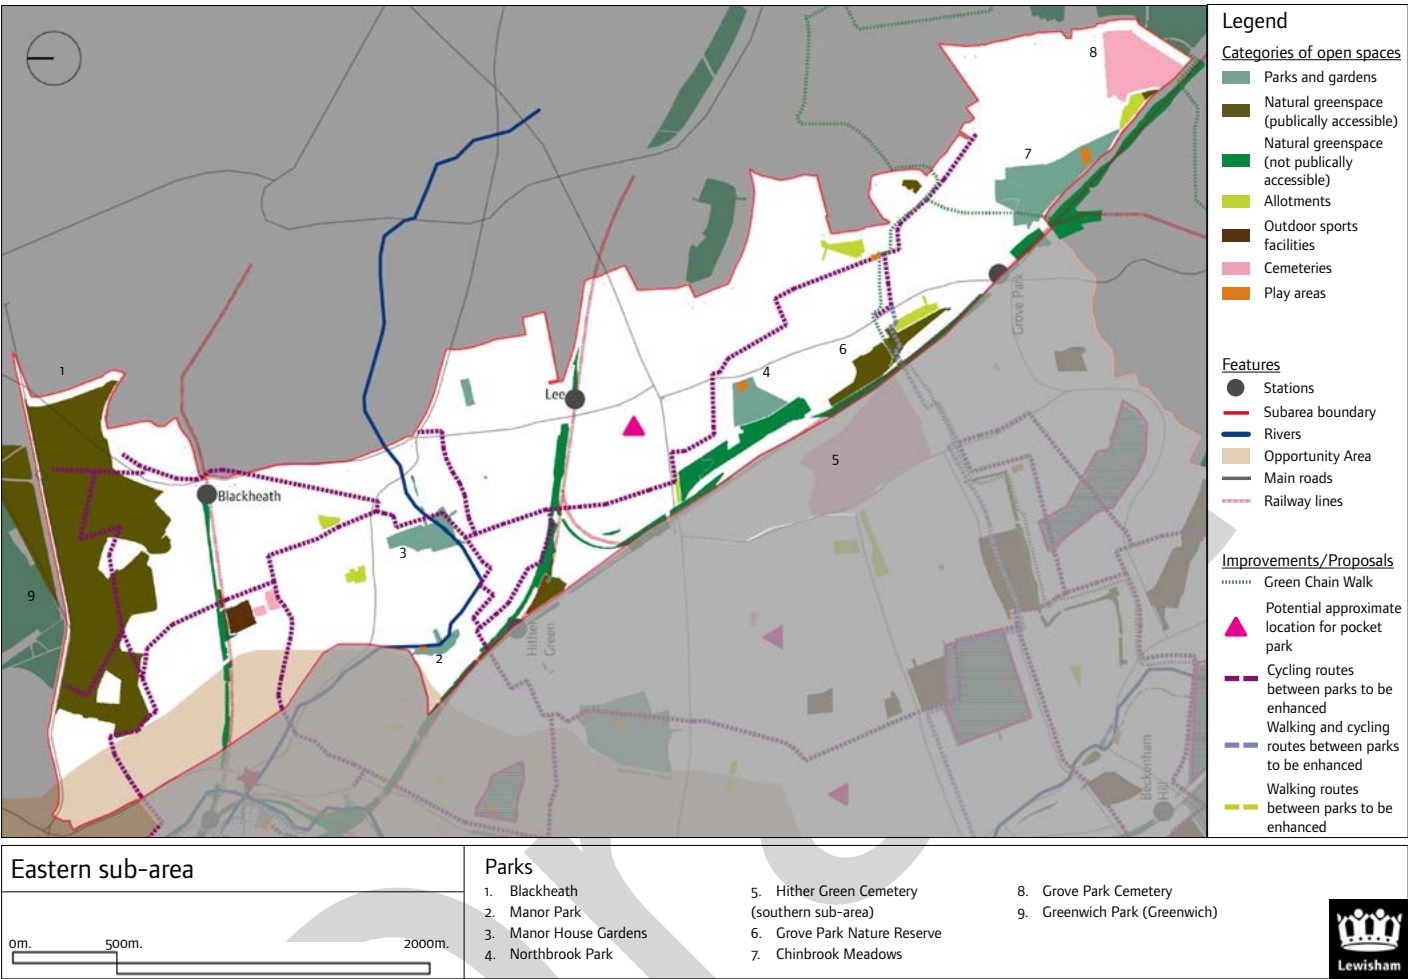 1
8
7
6
4
Lee
Grove Park
5
Blackheath
3
9
2
Hither
Green
Beckenham
Hill
Legend
Categories of open spaces
Parks and gardens
Natural greenspace
(publically accessible)
Natural greenspace
(not publically
accessible)
Allotments
Outdoor sports
facilities
Cemeteries
Play areas
Features
Stations
Subarea boundary
Rivers
Opportunity Area
Main roads
Railway lines
Improvements/Proposals
Green Chain Walk
Potential approximate
location for pocket
park
Cycling routes
between parks to be
enhanced
Walking and cycling
routes between parks
to be enhanced
Walking routes
between parks to be
enhanced
Eastern sub-area
0m. 500m. 2000m.
Parks
1. Blackheath
2. Manor Park
3. Manor House Gardens
4. Northbrook Park
5. Hither Green Cemetery
(southern sub-area)
6. Grove Park Nature Reserve
7. Chinbrook Meadows
8. Grove Park Cemetery
9. Greenwich Park (Greenwich)
Lewisham